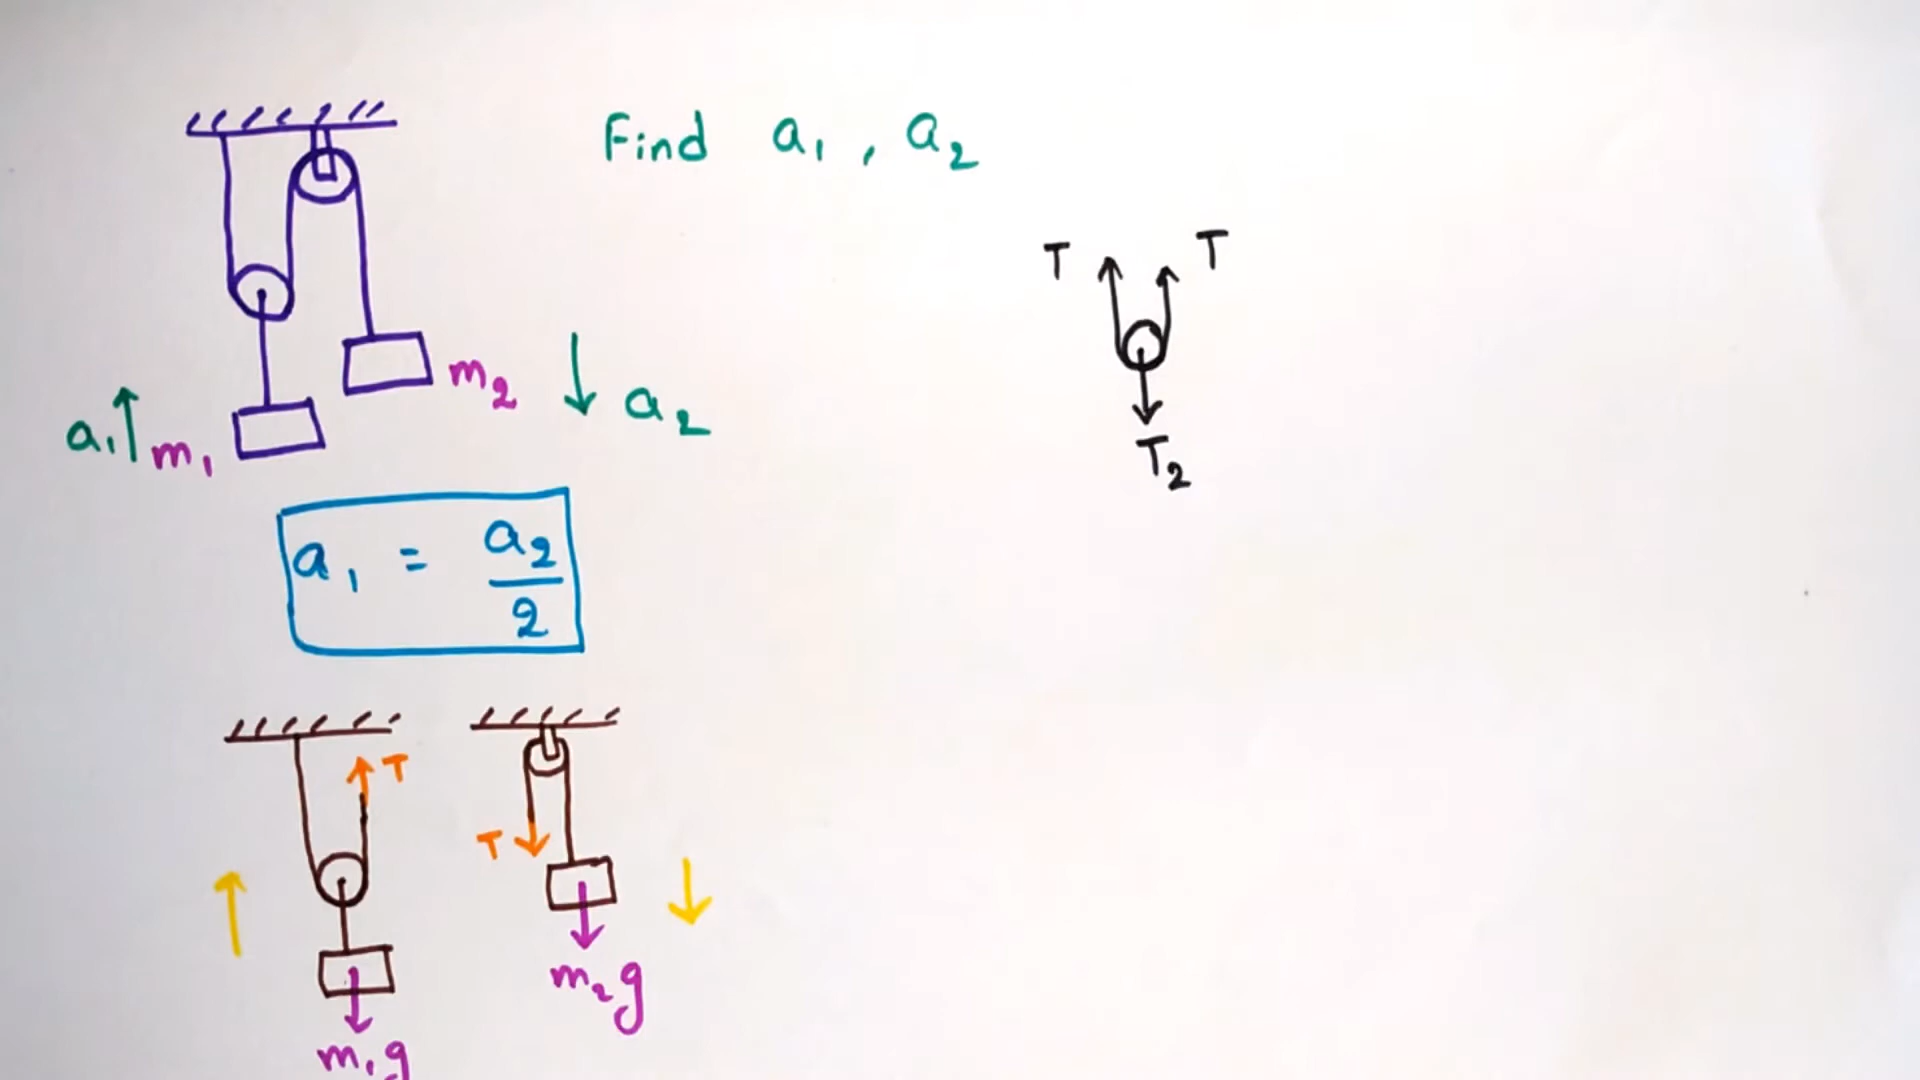 Find a₁ , a₂
T T
T₂
m₂
a₂
a₁
m₁
a₁ = a₂/2
T
T
m₂g
m₁g